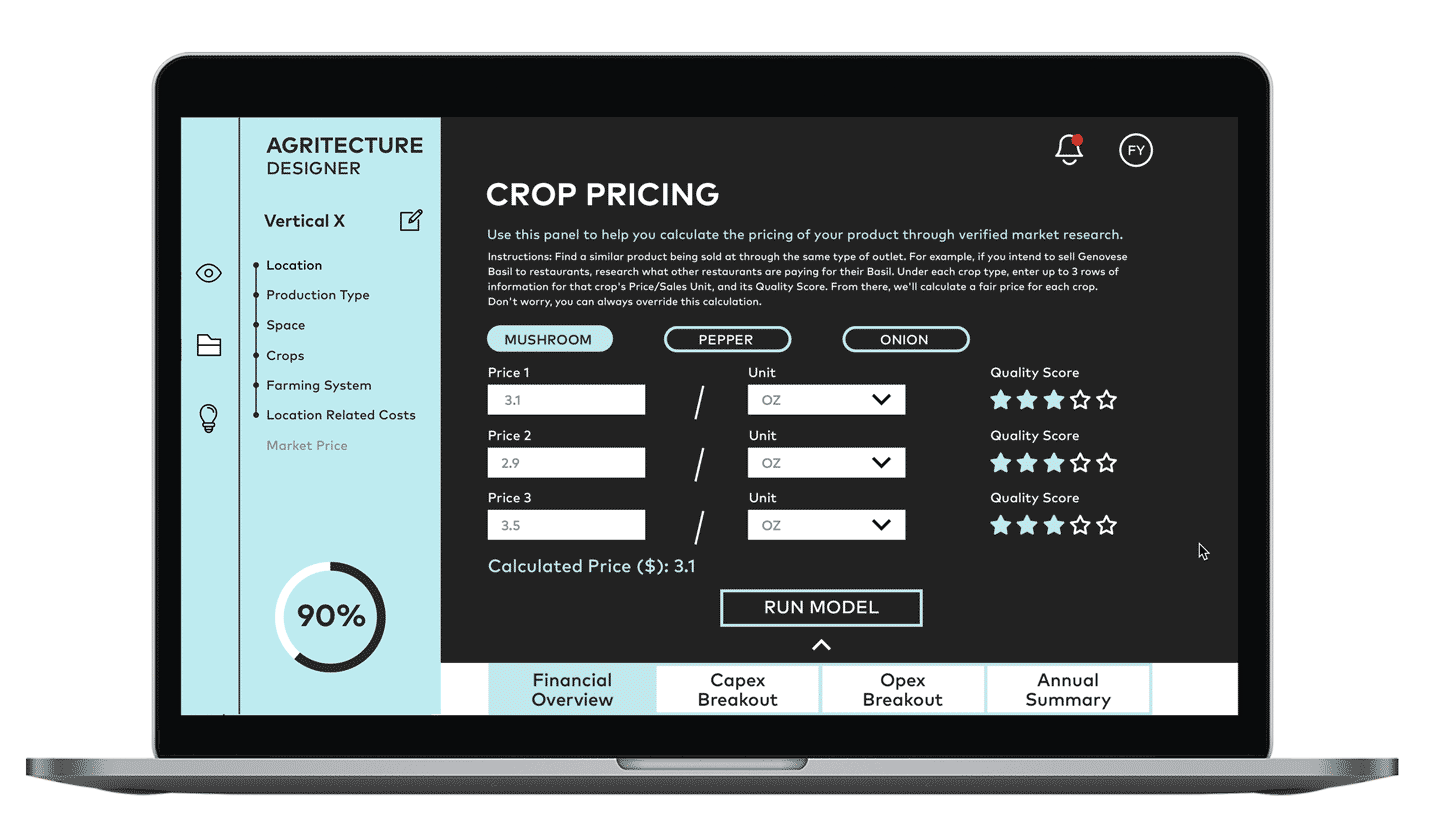 AGRITECTURE
DESIGNER
Vertical X
Location
Production Type
Space
Crops
Farming System
Location Related Costs
Market Price
90%
FY
CROP PRICING
Use this panel to help you calculate the pricing of your product through verified market research.
Instructions: Find a similar product being sold at through the same type of outlet. For example, if you intend to sell Genovese
Basil to restaurants, research what other restaurants are paying for their Basil. Under each crop type, enter up to 3 rows of
information for that crop's Price/Sales Unit, and its Quality Score. From there, we'll calculate a fair price for each crop.
Don't worry, you can always override this calculation.
MUSHROOM PEPPER ONION
Price 1 Unit Quality Score
3.1 / OZ
Price 2 Unit Quality Score
2.9 / OZ
Price 3 Unit Quality Score
3.5 / OZ
Calculated Price ($): 3.1
RUN MODEL
Financial
Overview
Capex
Breakout
Opex
Breakout
Annual
Summary